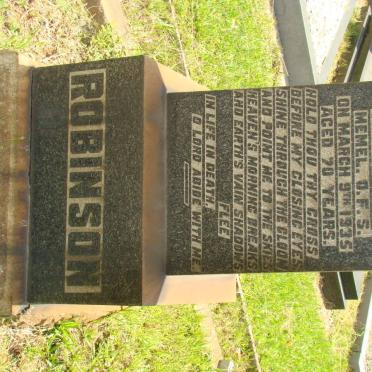 MEMEL O.F.S.
ON MARCH 9TH 1935
AGED 70 YEARS.
HOLD THOU THY CROSS
BEFORE MY CLOSING EYES
SHINE THROUGH THE GLOOM
AND POINT ME TO THE SKIES
HEAVEN'S MORNING BREAKS
AND EARTH'S VAIN SHADOWS
FLEE
IN LIFE IN DEATH
O LORD ABIDE WITH ME
ROBINSON